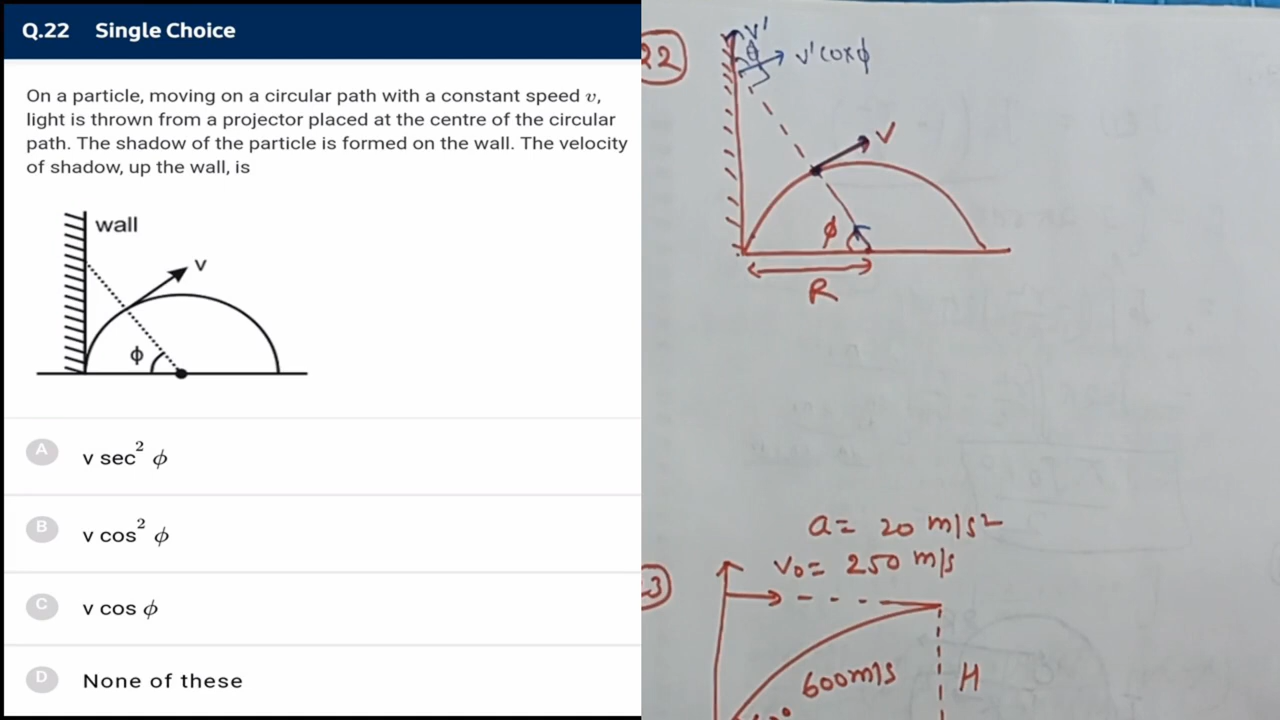 Q.22 Single Choice
On a particle, moving on a circular path with a constant speed v,
light is thrown from a projector placed at the centre of the circular
path. The shadow of the particle is formed on the wall. The velocity
of shadow, up the wall, is
wall
v
ϕ
A v sec² ϕ
B v cos² ϕ
C v cos ϕ
D None of these
22
v'
ϕ
v' cosϕ
v
ϕ
R
a = 20 m/s²
v₀ = 250 m/s
3
600m/s
H